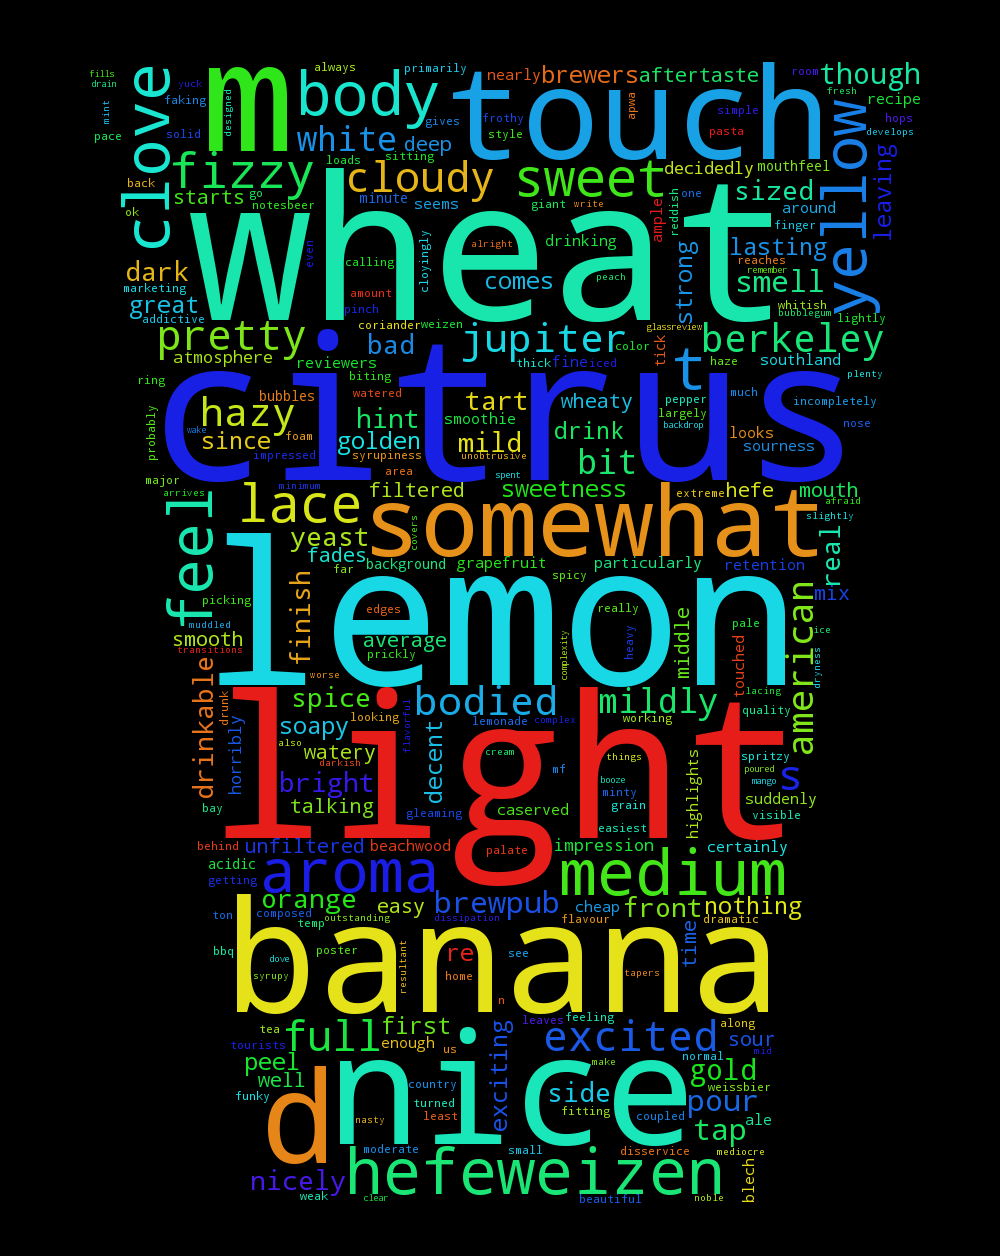 fills
drain
yuck
always
primarily
nearly
brewers
aftertaste
room
though
clove
m
body
touch
faking
designed
mint
fresh
recipe
frothy
apwa
simple
hops
gives
style
pasta
develops
pace
solid
white
deep
yellow
fizzy
loads
sitting
cloudy
sweet
decidedly
mouthfeel
leaving
back
starts
go
notesbeer
minute
seems
giant
write
ample
reddish
one
sized
around
ok
wheat
finger
even
cloyingly
alright
drinking
strong
lasting
dark
calling
comes
peach
reaches
remember
smell
marketing
great
amount
whitish
bubblegum
addictive
pinch
coriander
weizen
lightly
pretty
bad
jupiter
color
glassreview
berkeley
atmosphere
reviewers
thick
fine
iced
tick
t
haze
southland
plenty
ring
biting
citrus
bubbles
watered
tart
wheaty
pepper
much
incompletely
probably
hazy
hint
smoothie
largely
backdrop
nose
wake
since
foam
golden
mild
drink
looks
sourness
impressed
syrupiness
unobtrusive
bit
area
spent
major
minimum
filtered
sweetness
extreme
hefe
mouth
arrives
lace
somewhat
afraid
slightly
feel
yeast
covers
real
fades
background
grapefruit
particularly
retention
far
spicy
finish
lemon
american
mix
picking
edges
really
muddled
pale
ice
smooth
average
complexity
heavy
middle
touched
transitions
prickly
dryness
worse
drinkable
drunk
spice
bodied
mildly
lacing
horribly
soapy
looking
flavorful
lemonade
compler
working
quality
also
watery
decent
cream
things
spritzy
darkish
light
mf
highlights
poured
s
bright
booze
mango
minty
talking
suddenly
bay
gleaming
caserved
grain
visible
easiest
behind
unfiltered
beachwood
palate
impression
certainly
acidic
getting
aroma
medium
orange
easy
brewpub
cheap
front
nothing
ton
composed
temp
outstanding
dissipation
flavour
dramatic
time
bbq
poster
re
see
dove
banana
syrupy
resultant
home
tapers
n
tea
full
first
leaves
feeling
along
tourists
enough
us
exciting
excited
sour
mid
peel
nice
make
normal
gold
well
country
side
weissbier
funky
d
turned
least
fitting
coupled
pour
nasty
tap
ale
moderate
small
disservice
mediocre
nicely
hefeweizen
blech
weak
clear
beautiful
noble